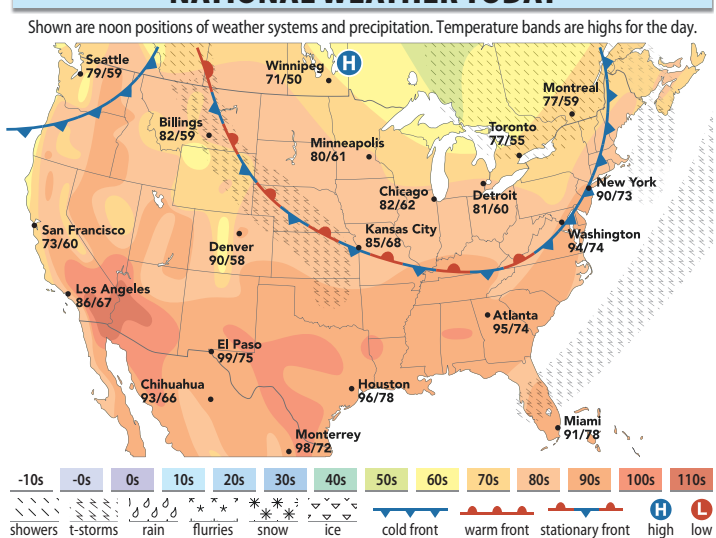 NATIONAL WEATHER TODAY
Shown are noon positions of weather systems and precipitation. Temperature bands are highs for the day.
Seattle
79/59
Winnipeg
71/50
H
Montreal
77/59
Billings
82/59
Minneapolis
80/61
Toronto
77/55
Chicago
82/62
Detroit
81/60
New York
90/73
San Francisco
73/60
Denver
90/58
Kansas City
85/68
Washington
94/74
Los Angeles
86/67
Atlanta
95/74
El Paso
99/75
Chihuahua
93/66
Houston
96/78
Miami
91/78
Monterrey
98/72
-10s -0s 0s 10s 20s 30s 40s 50s 60s 70s 80s 90s 100s 110s
H L
showers t-storms rain flurries snow ice cold front warm front stationary front high low